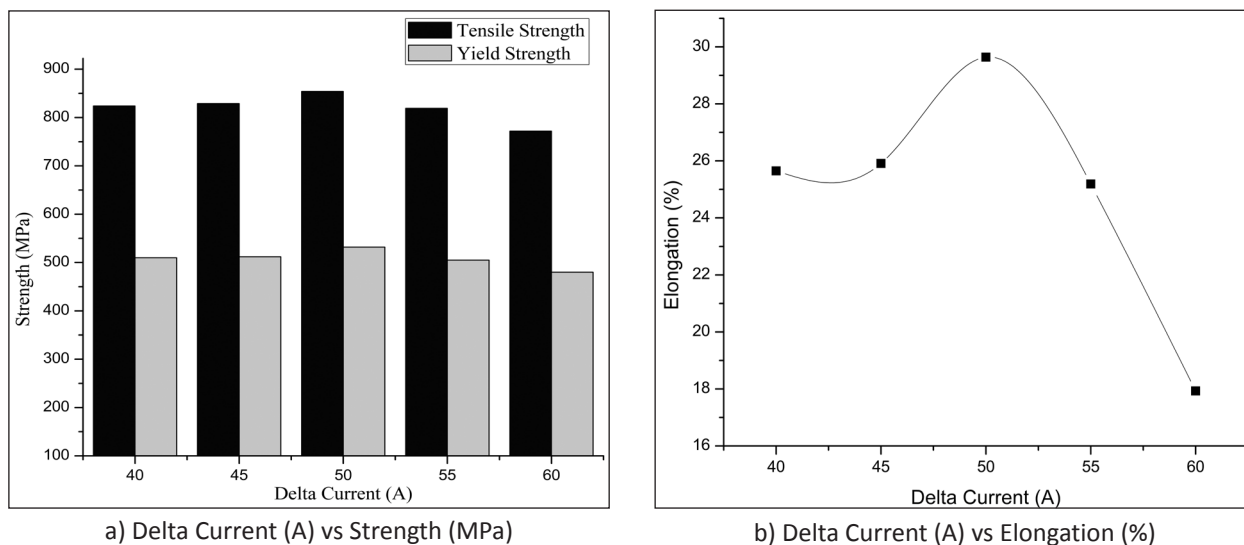 Tensile Strength
Yield Strength
900
800
700
600
500
400
300
200
100
Strength (MPa)
40 45 50 55 60
Delta Current (A)
a) Delta Current (A) vs Strength (MPa)
30
28
26
24
22
20
18
16
Elongation (%)
40 45 50 55 60
Delta Current (A)
b) Delta Current (A) vs Elongation (%)